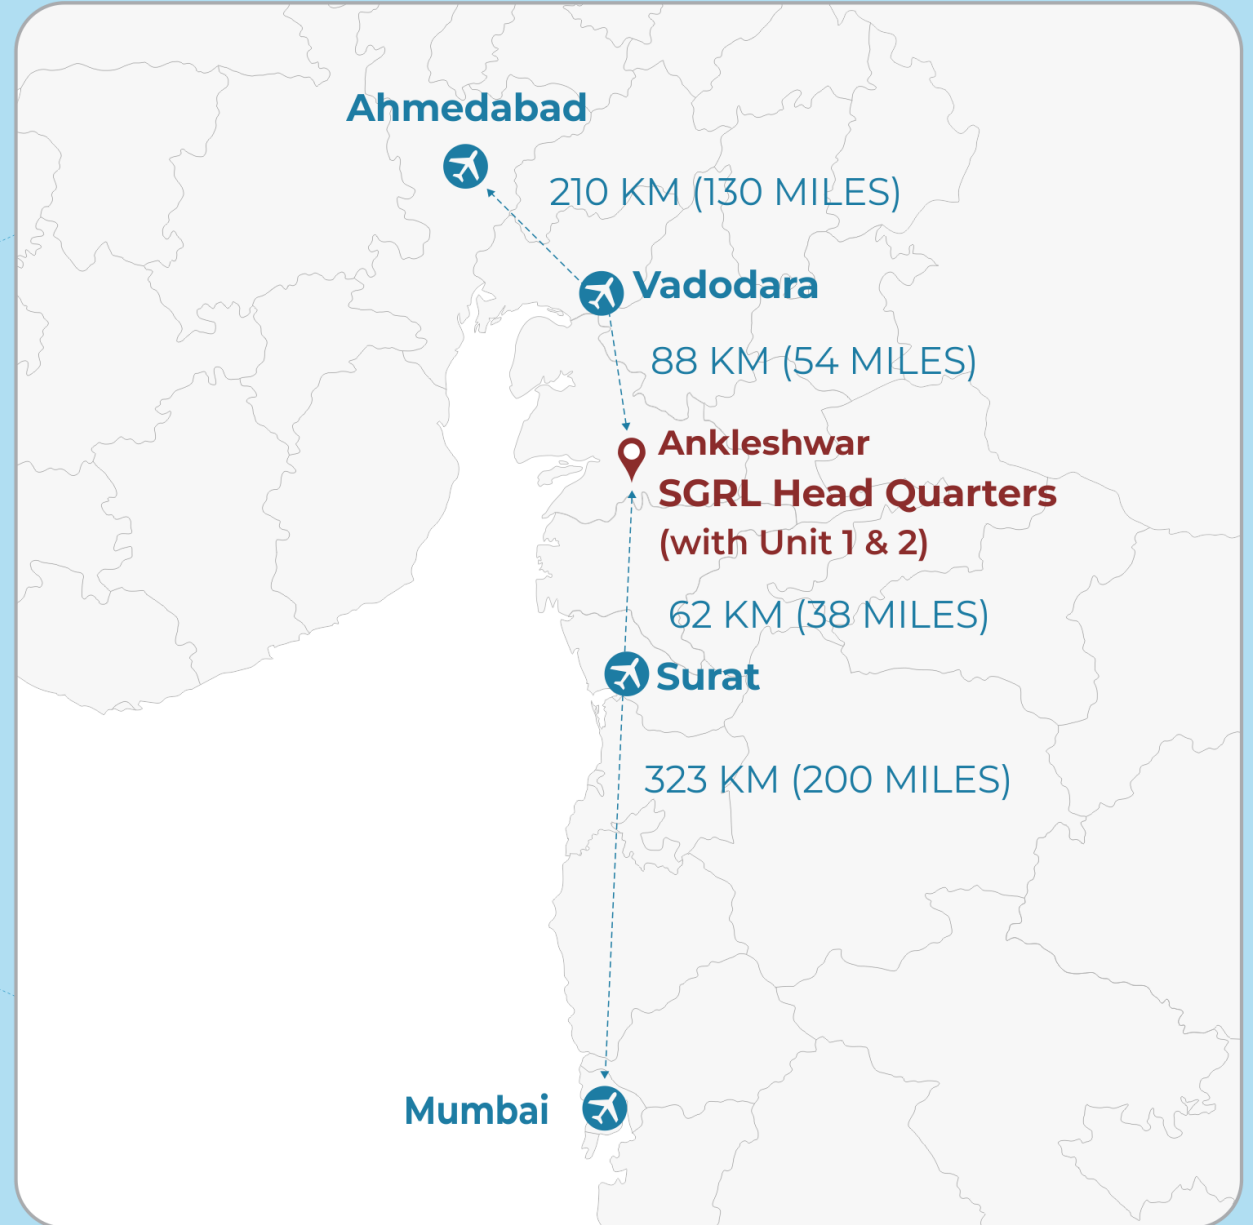 Ahmedabad
210 KM (130 MILES)
Vadodara
88 KM (54 MILES)
Ankleshwar
SGRL Head Quarters
(with Unit 1 & 2)
62 KM (38 MILES)
Surat
323 KM (200 MILES)
Mumbai